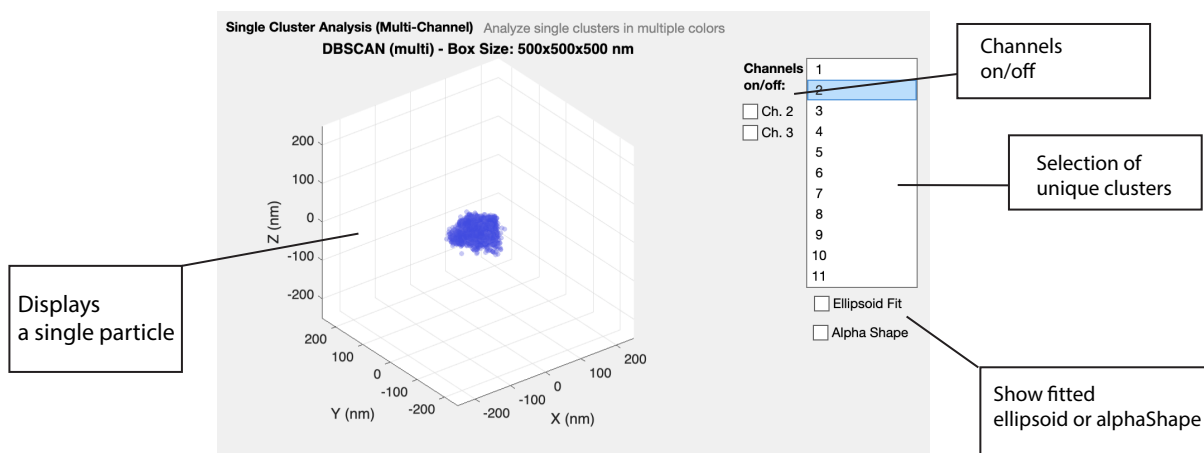 Single Cluster Analysis (Multi-Channel) Analyze single clusters in multiple colors
DBSCAN (multi) - Box Size: 500x500x500 nm
200
100
0
-100
-200
Z (nm)
200
100
0
-100
-200
Y (nm)
-200
-100
0
100
200
X (nm)
Channels
on/off:
Ch. 2
Ch. 3
1
2
3
4
5
6
7
8
9
10
11
Ellipsoid Fit
Alpha Shape
Channels
on/off
Selection of
unique clusters
Displays
a single particle
Show fitted
ellipsoid or alphaShape